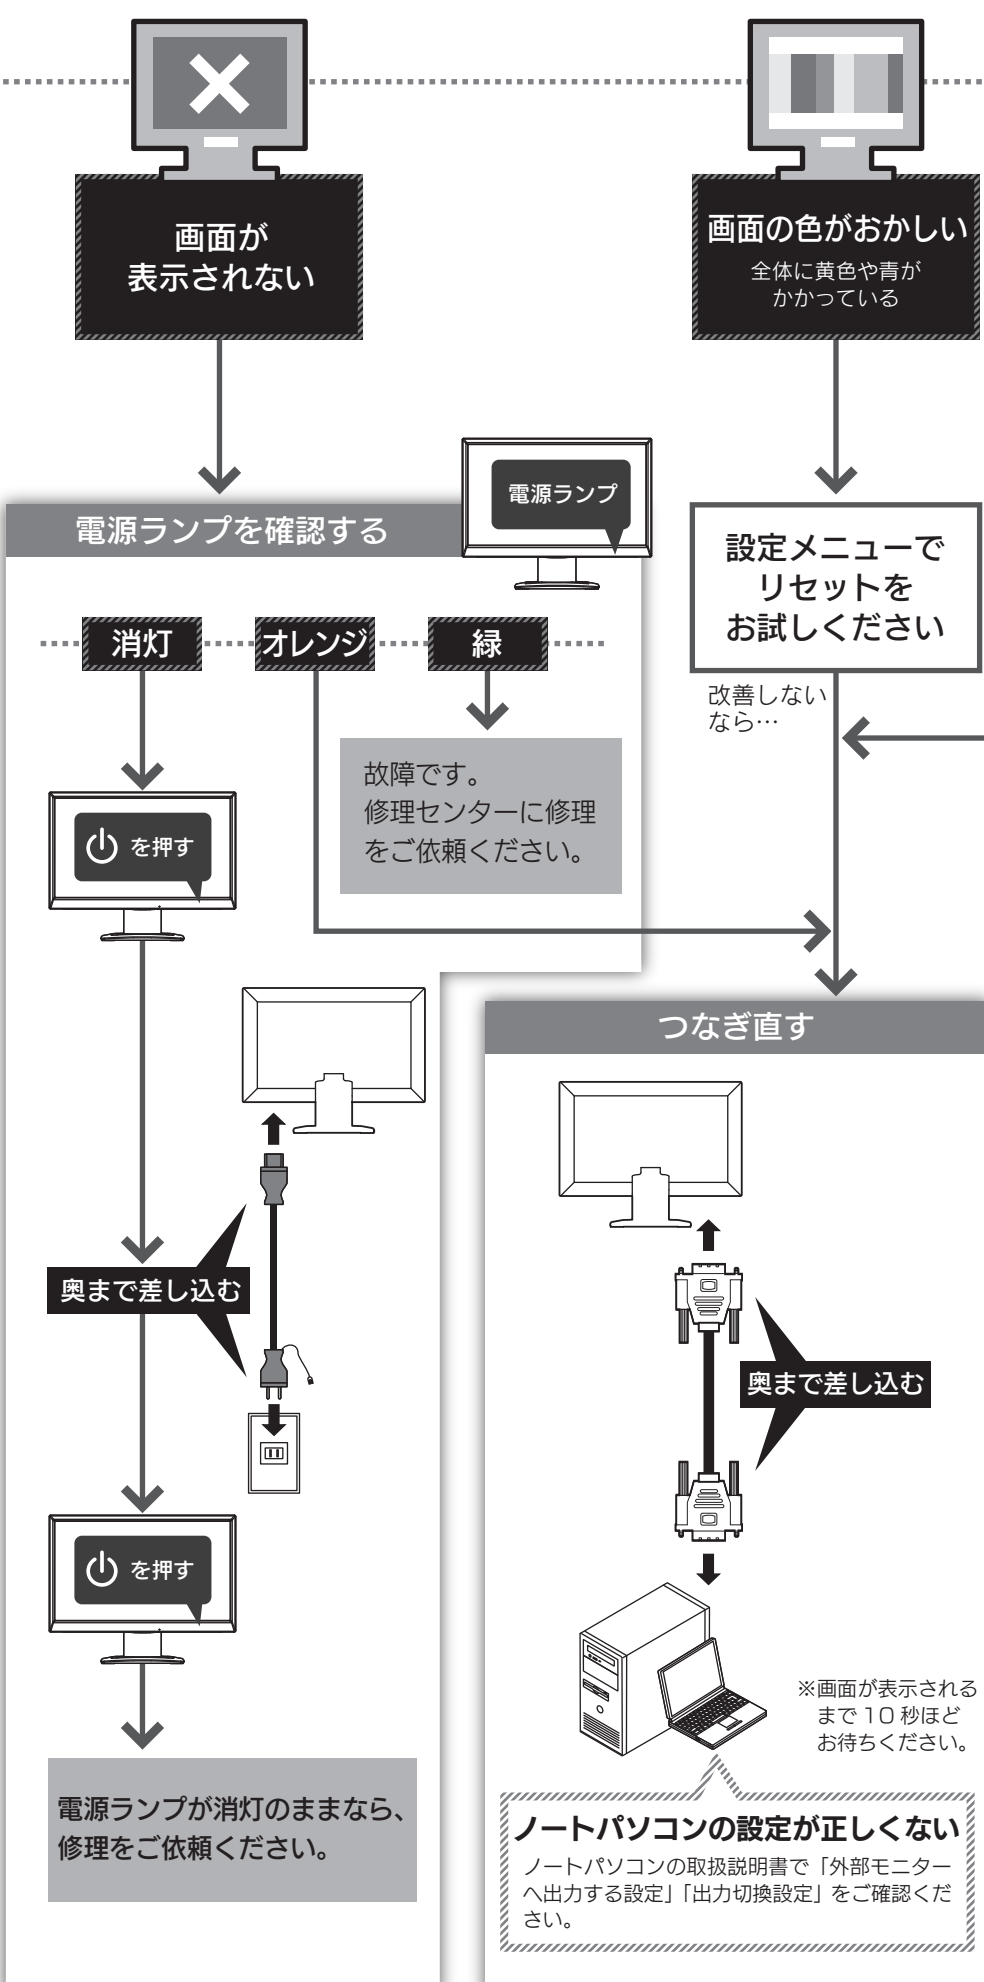 画面が
表示されない
画面の色がおかしい
全体に黄色や青が
かかっている
電源ランプを確認する
電源ランプ
消灯
オレンジ
緑
故障です。
修理センターに修理
をご依頼ください。
を押す
奥まで差し込む
を押す
電源ランプが消灯のままなら、
修理をご依頼ください。
設定メニューで
リセットを
お試しください
改善しない
なら…
つなぎ直す
奥まで差し込む
※画面が表示される
まで10秒ほど
お待ちください。
ノートパソコンの設定が正しくない
ノートパソコンの取扱説明書で「外部モニター
へ出力する設定」「出力切換設定」をご確認くだ
さい。